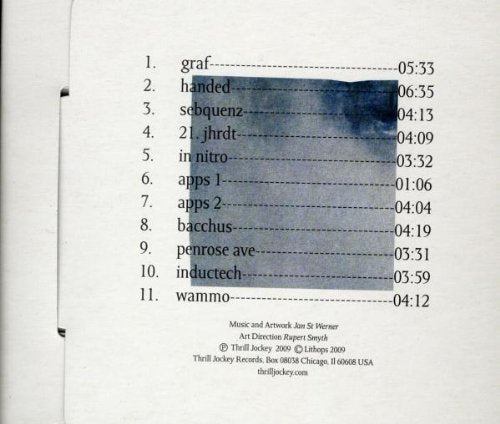 1. graf------------------------------05:33
2. handed---------------------------06:35
3. sebquenz------------------------04:13
4. 21. jhrdt-------------------------04:09
5. in nitro--------------------------03:32
6. apps 1---------------------------01:06
7. apps 2---------------------------04:04
8. bacchus-------------------------04:19
9. penrose ave---------------------03:31
10. inductech----------------------03:59
11. wammo-------------------------04:12
Music and Artwork Jan St Werner
Art Direction Rupert Smyth
℗ Thrill Jockey 2009 © Lithops 2009
Thrill Jockey Records, Box 08038 Chicago, Il 60608 USA
thrilljockey.com